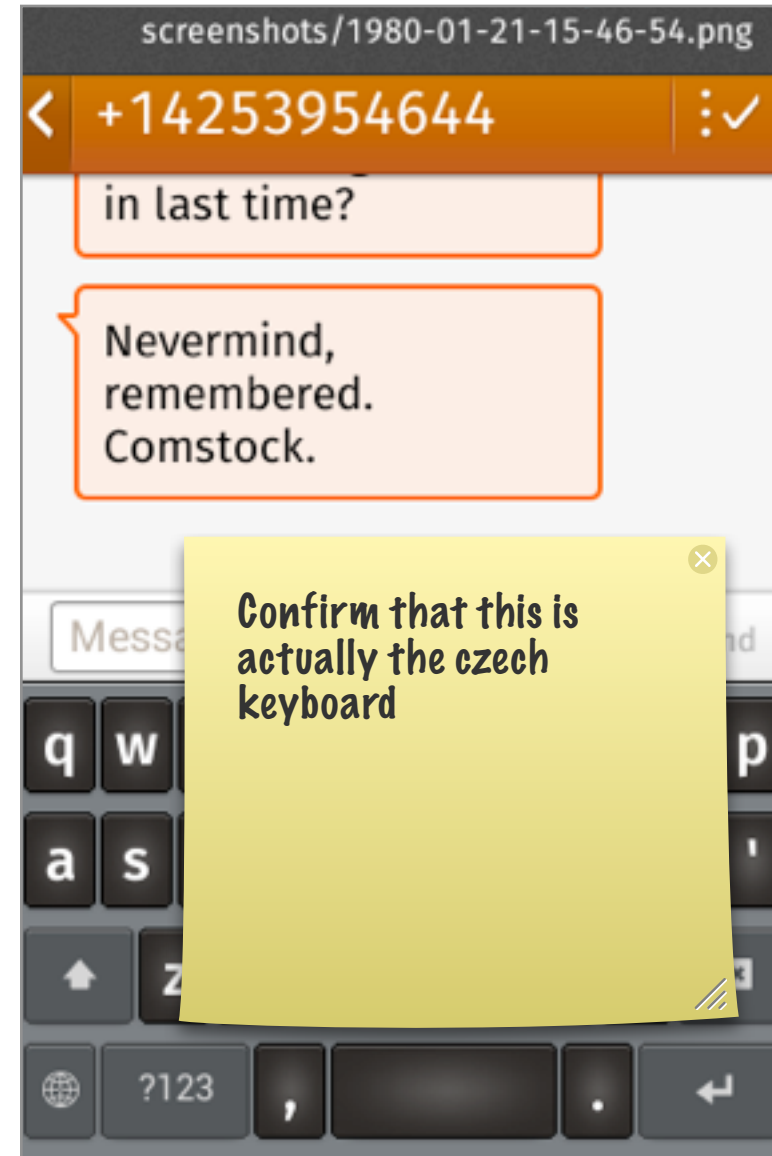 screenshots/1980-01-21-15-46-54.png
+14253954644
in last time?
Nevermind,
remembered.
Comstock.
Confirm that this is
actually the czech
keyboard
q w p
a s '
z
?123 , .